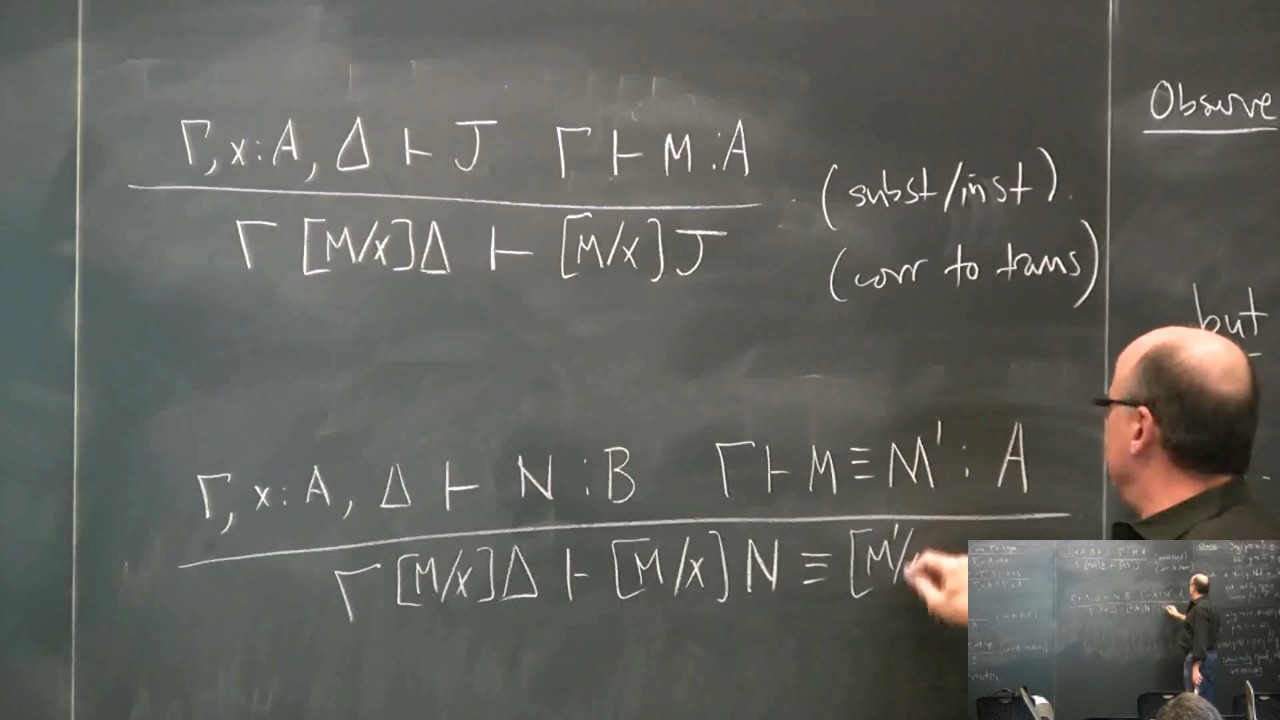 Γ, x : A, Δ ⊢ J   Γ ⊢ M : A
Γ [M/x]Δ ⊢ [M/x] J
(subst/inst).
(corr to trans)
Γ, x : A, Δ ⊢ N : B   Γ ⊢ M ≡ M' : A
Γ [M/x]Δ ⊢ [M/x] N ≡ [M'/
Observe
but